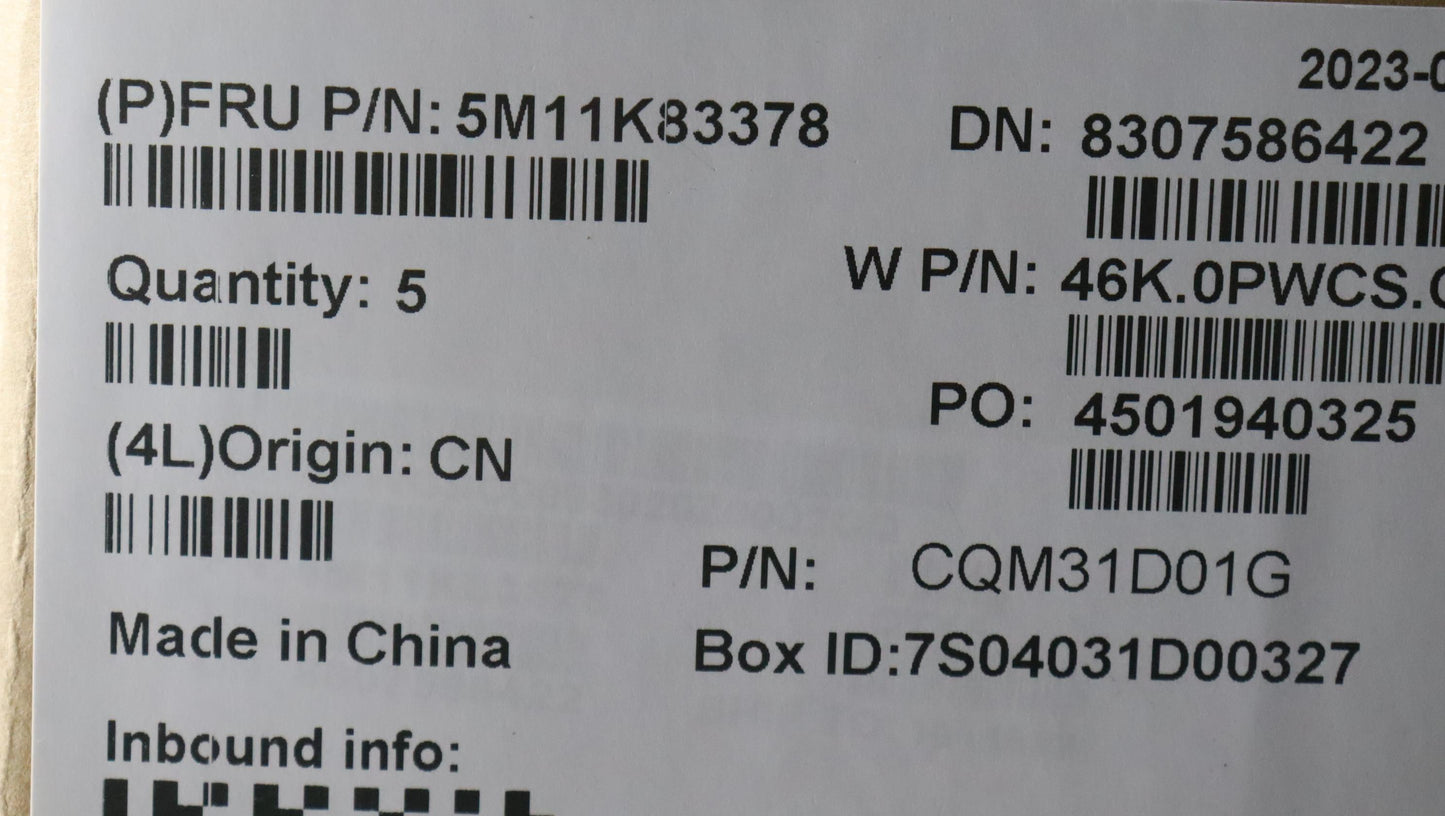 2023-0
(P)FRU P/N: 5M11K83378
DN: 8307586422
W P/N: 46K.0PWCS.
Quantity: 5
PO: 4501940325
(4L)Origin: CN
P/N: CQM31D01G
Made in China
Box ID:7S04031D00327
Inbound info: